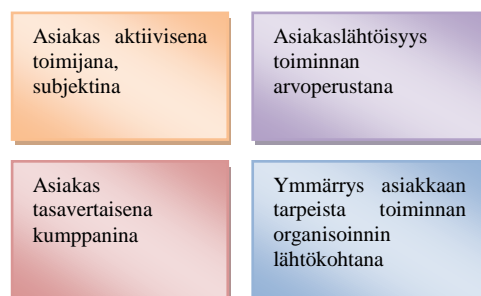 Asiakas aktiivisena
toimijana,
subjektina
Asiakaslähtöisyys
toiminnan
arvoperustana
Asiakas
tasavertaisena
kumppanina
Ymmärrys asiakkaan
tarpeista toiminnan
organisoinnin
lähtökohtana